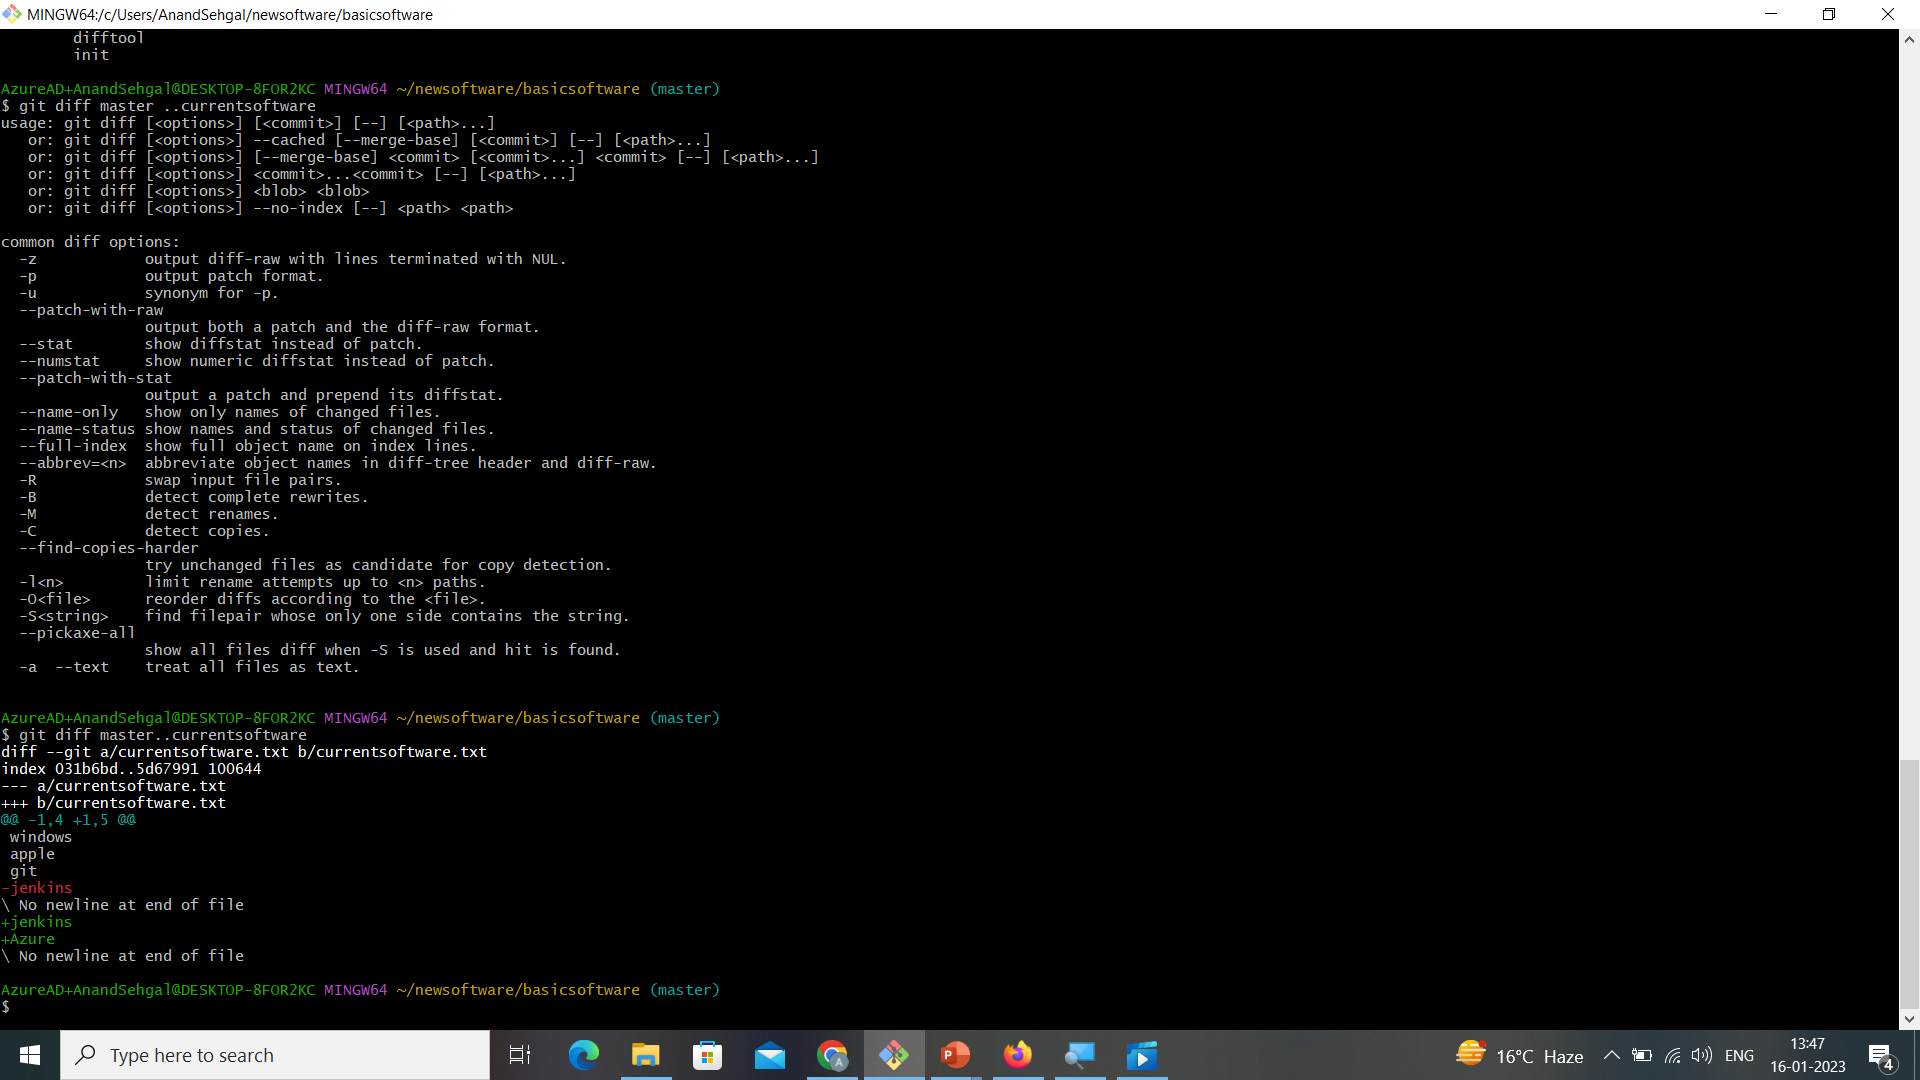 MINGW64:/c/Users/AnandSehgal/newsoftware/basicsoftware
difftool
init
AzureAD+AnandSehgal@DESKTOP-8FOR2KC MINGW64 ~/newsoftware/basicsoftware (master)
$ git diff master ..currentsoftware
usage: git diff [<options>] [<commit>] [--] [<path>...]
or: git diff [<options>] --cached [--merge-base] [<commit>] [--] [<path>...]
or: git diff [<options>] [--merge-base] <commit> [<commit>...] <commit> [--] [<path>...]
or: git diff [<options>] <commit>...<commit> [--] [<path>...]
or: git diff [<options>] <blob> <blob>
or: git diff [<options>] --no-index [--] <path> <path>
common diff options:
-z output diff-raw with lines terminated with NUL.
-p output patch format.
-u synonym for -p.
--patch-with-raw
output both a patch and the diff-raw format.
--stat show diffstat instead of patch.
--numstat show numeric diffstat instead of patch.
--patch-with-stat
output a patch and prepend its diffstat.
--name-only show only names of changed files.
--name-status show names and status of changed files.
--full-index show full object name on index lines.
--abbrev=<n> abbreviate object names in diff-tree header and diff-raw.
-R swap input file pairs.
-B detect complete rewrites.
-M detect renames.
-C detect copies.
--find-copies-harder
try unchanged files as candidate for copy detection.
-l<n> limit rename attempts up to <n> paths.
-O<file> reorder diffs according to the <file>.
-S<string> find filepair whose only one side contains the string.
--pickaxe-all
show all files diff when -S is used and hit is found.
-a --text treat all files as text.
AzureAD+AnandSehgal@DESKTOP-8FOR2KC MINGW64 ~/newsoftware/basicsoftware (master)
$ git diff master..currentsoftware
diff --git a/currentsoftware.txt b/currentsoftware.txt
index 031b6bd..5d67991 100644
--- a/currentsoftware.txt
+++ b/currentsoftware.txt
@@ -1,4 +1,5 @@
windows
apple
git
-jenkins
\ No newline at end of file
+jenkins
+Azure
\ No newline at end of file
AzureAD+AnandSehgal@DESKTOP-8FOR2KC MINGW64 ~/newsoftware/basicsoftware (master)
$
Type here to search
A
P
16°C Haze
ENG
13:47
16-01-2023
4